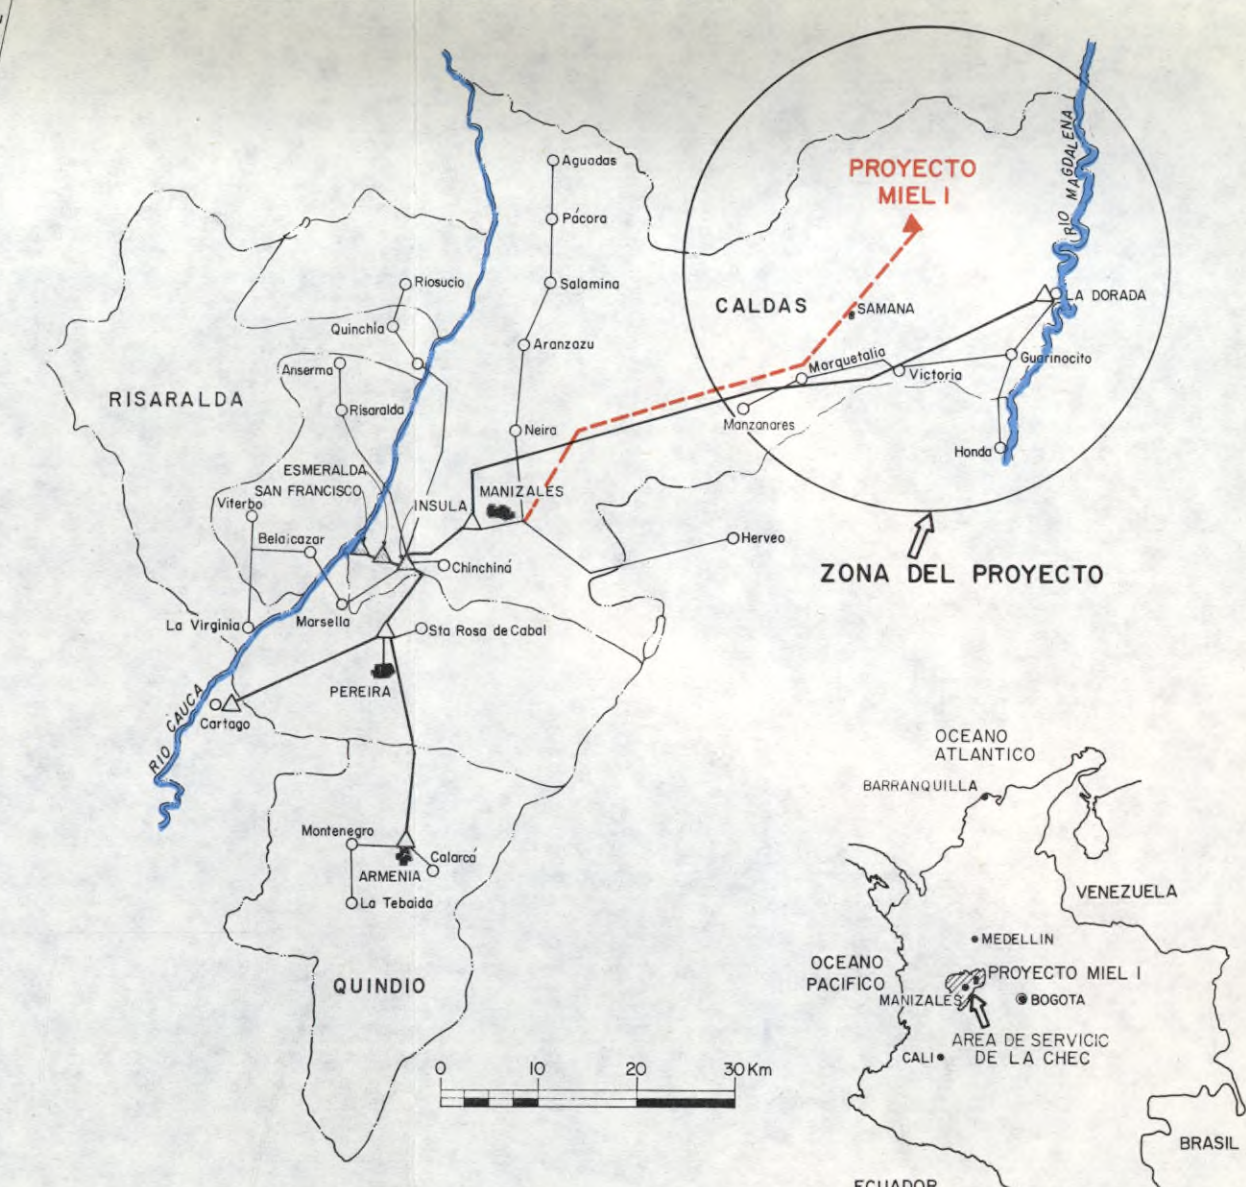 Aguadas
Pácora
Salamina
Aranzazu
Neira
Riosucio
Quinchía
Anserma
Risaralda
RISARALDA
ESMERALDA
SAN FRANCISCO
INSULA
MANIZALES
Viterbo
Belalcazar
Chinchiná
Marsella
La Virginia
Sta Rosa de Cabal
PEREIRA
RIO CAUCA
Cartago
Montenegro
Calarcá
ARMENIA
La Tebaida
QUINDIO
PROYECTO
MIEL I
RIO MAGDALENA
CALDAS
SAMANA
LA DORADA
Marquetalia
Guarinocito
Victoria
Manzanares
Honda
Herveo
ZONA DEL PROYECTO
OCEANO
ATLANTICO
BARRANQUILLA
VENEZUELA
MEDELLIN
OCEANO
PACIFICO
PROYECTO MIEL I
MANIZALES
BOGOTA
AREA DE SERVICIO
DE LA CHEC
CALI
0 10 20 30 Km
BRASIL
ECUADOR